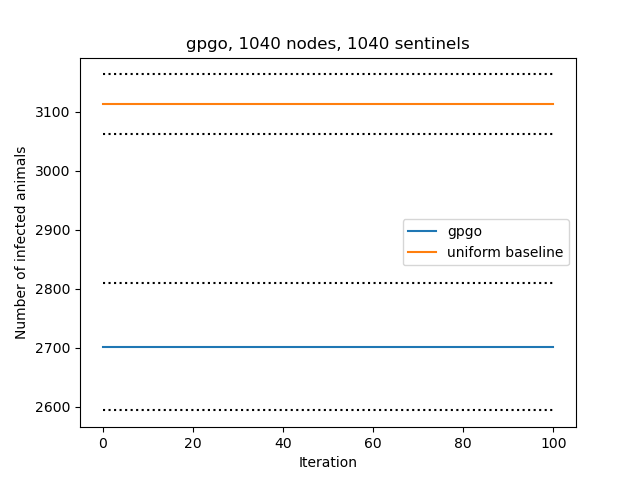 gpgo, 1040 nodes, 1040 sentinels
3100
3000
2900
2800
2700
2600
Number of infected animals
gpgo
uniform baseline
0 20 40 60 80 100
Iteration